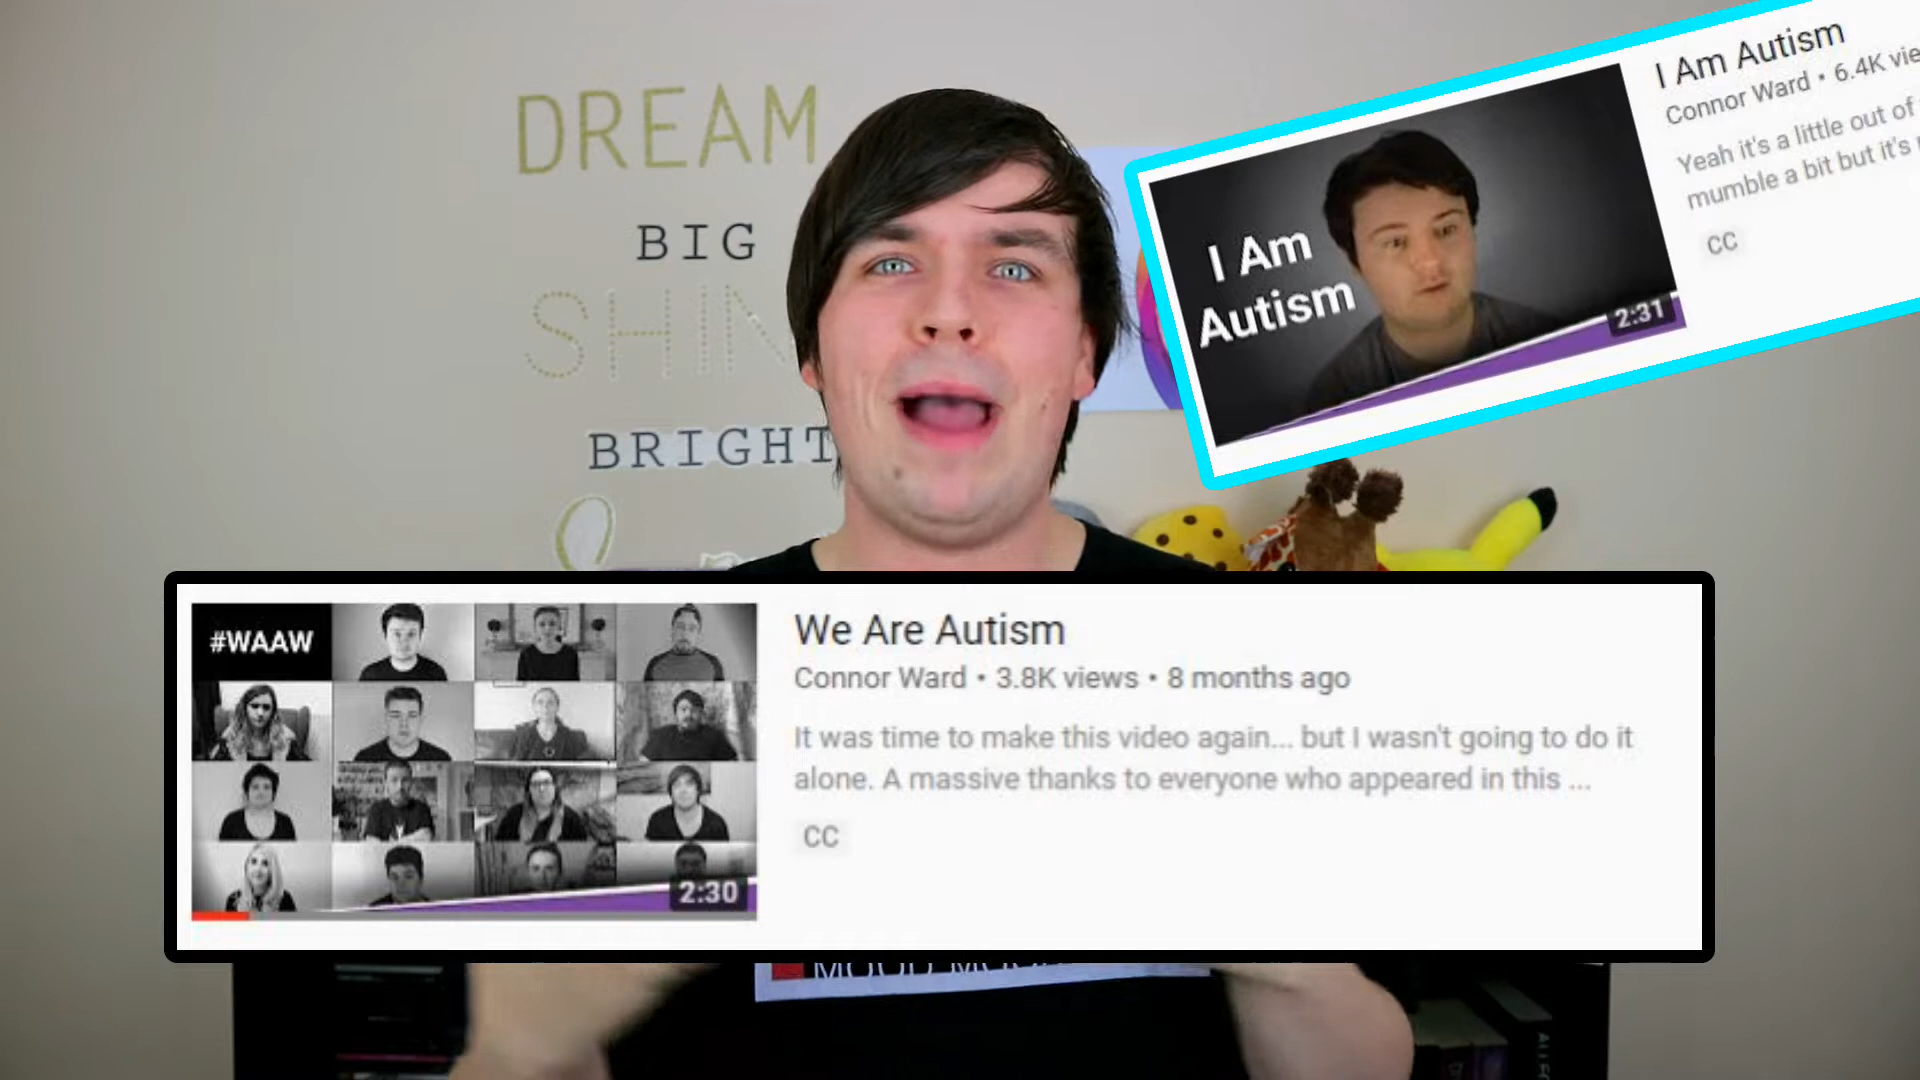 DREAM
BIG
SHIN
BRIGHT
I Am Autism
Connor Ward • 6.4K vie
Yeah it's a little out of
mumble a bit but it's
CC
I Am
Autism
2:31
#WAAW
2:30
We Are Autism
Connor Ward • 3.8K views • 8 months ago
It was time to make this video again... but I wasn't going to do it
alone. A massive thanks to everyone who appeared in this ...
CC
MOOD